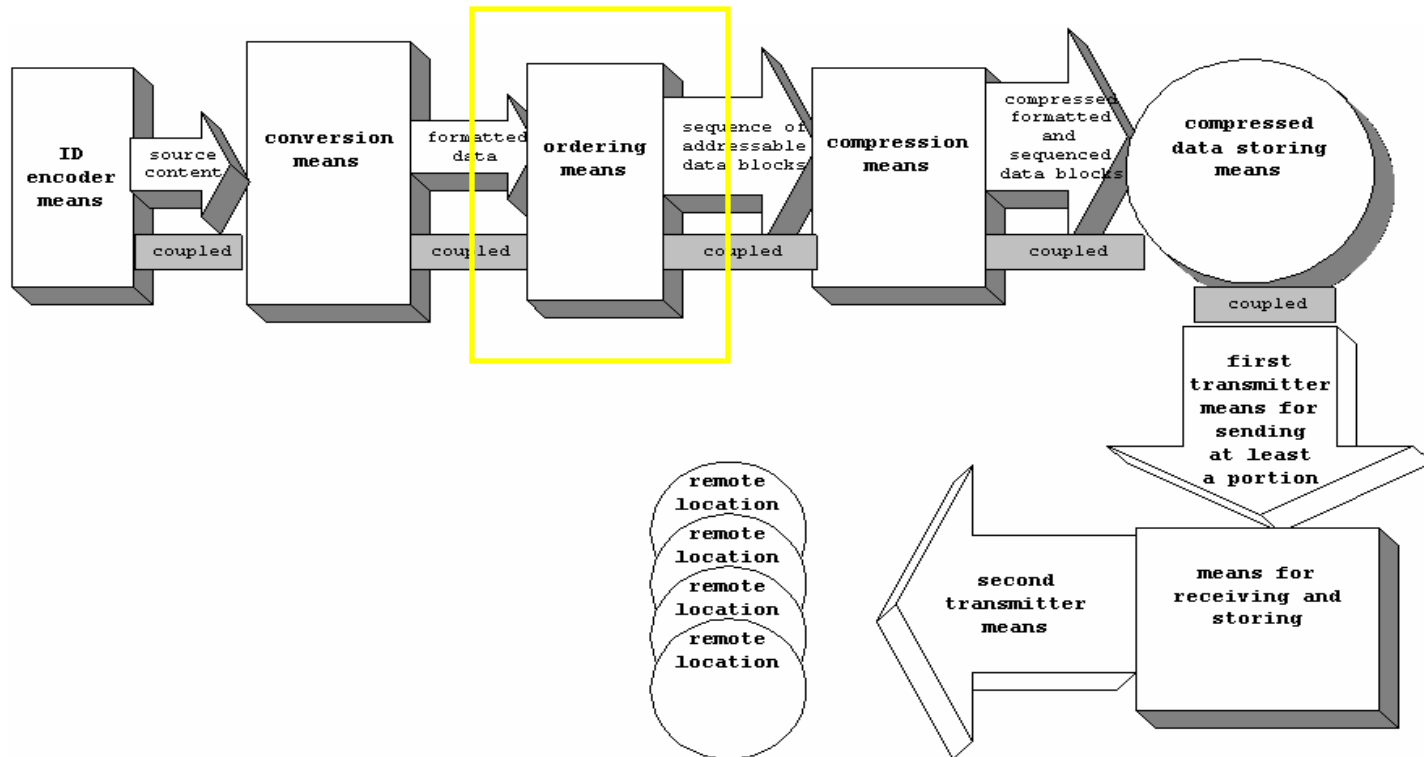 ID
encoder
means
source
content
coupled
conversion
means
formatted
data
coupled
ordering
means
sequence of
addressable
data blocks
coupled
compression
means
compressed
formatted
and
sequenced
data blocks
coupled
compressed
data storing
means
coupled
first
transmitter
means for
sending
at least
a portion
means for
receiving and
storing
second
transmitter
means
remote
location
remote
location
remote
location
remote
location